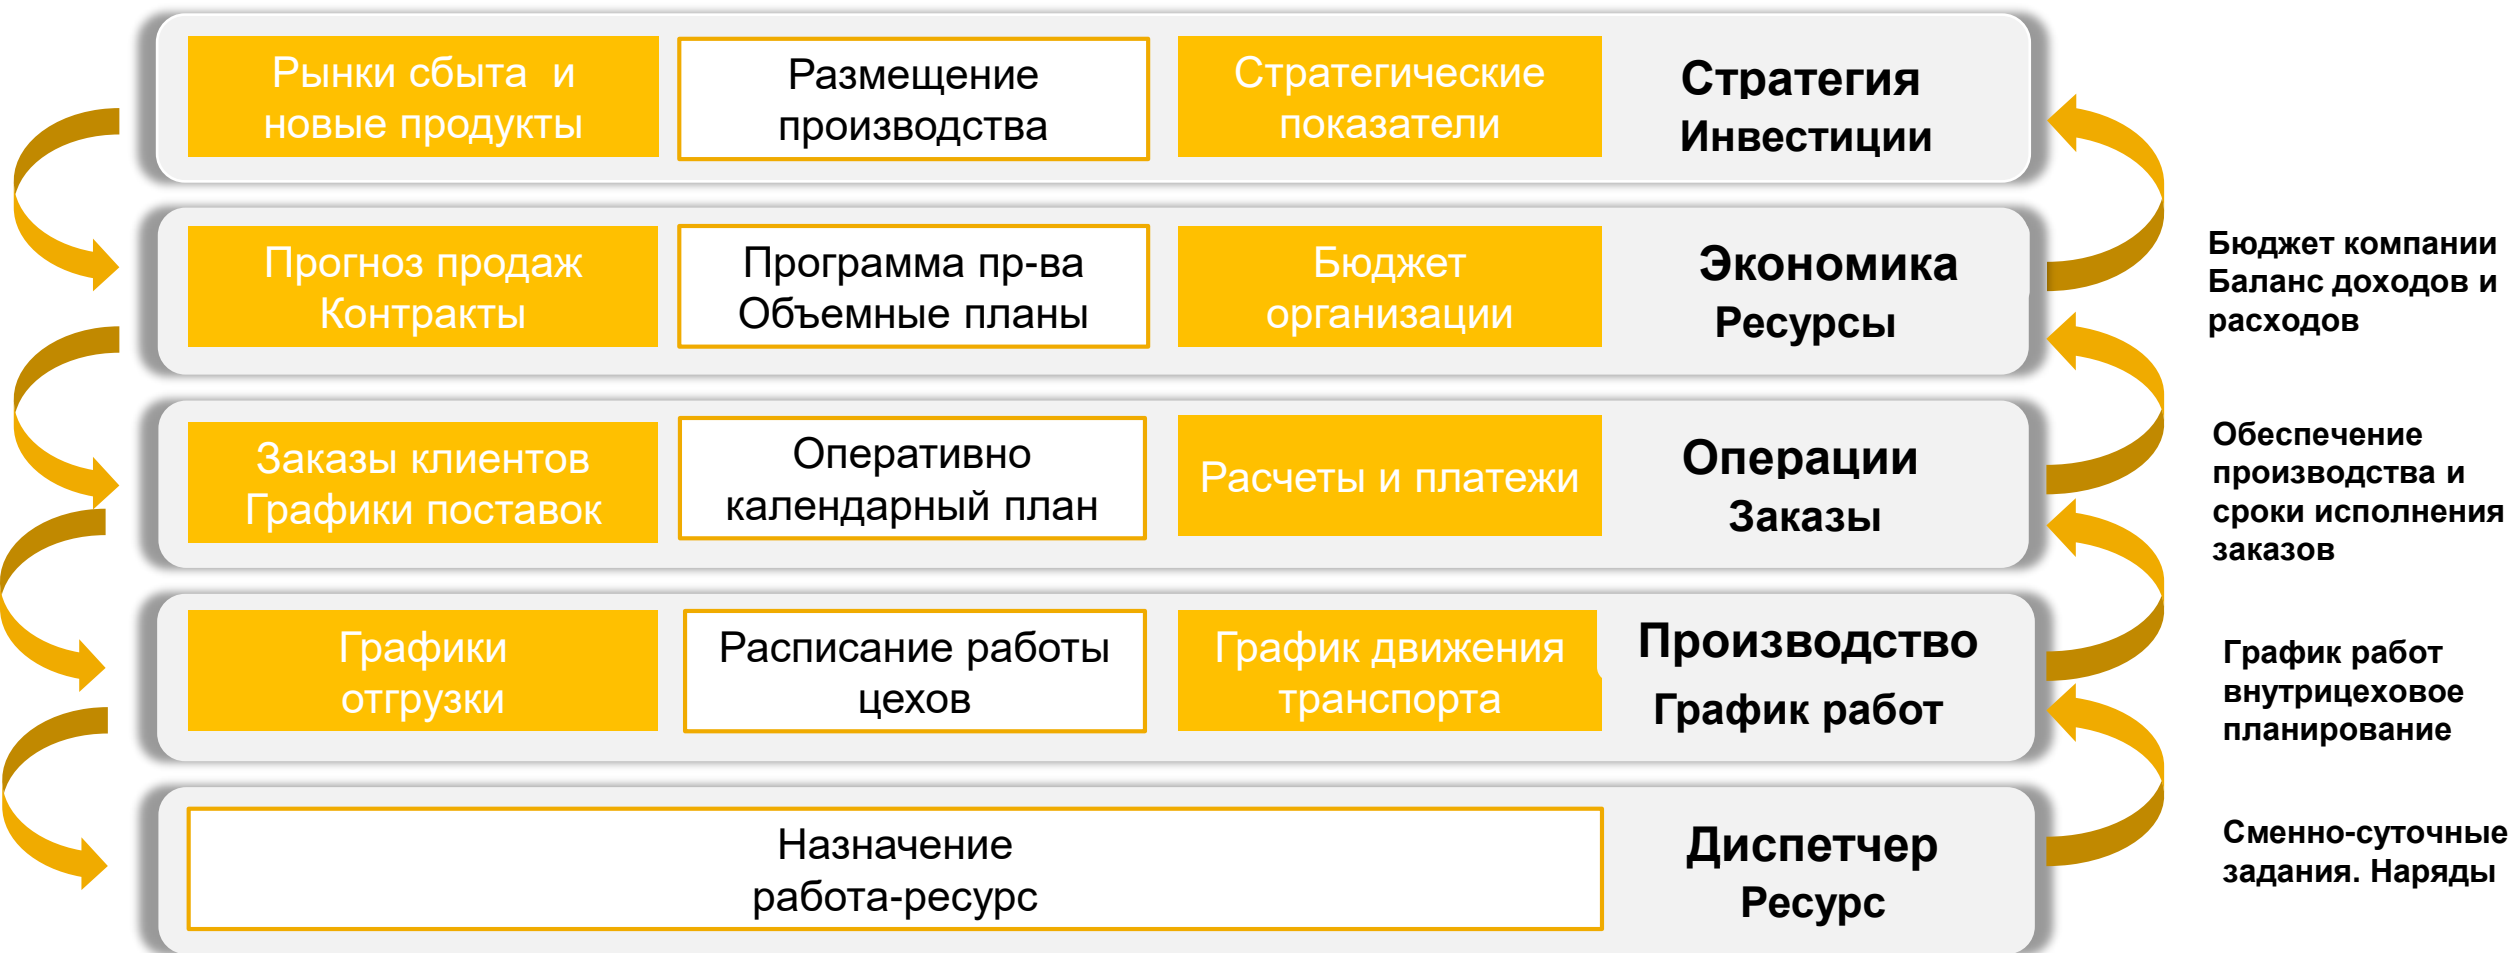 Рынки сбыта и
новые продукты
Размещение
производства
Стратегические
показатели
Стратегия
Инвестиции
Прогноз продаж
Контракты
Программа пр-ва
Объемные планы
Бюджет
организации
Экономика
Ресурсы
Бюджет компании
Баланс доходов и
расходов
Заказы клиентов
Графики поставок
Оперативно
календарный план
Расчеты и платежи
Операции
Заказы
Обеспечение
производства и
сроки исполнения
заказов
Графики
отгрузки
Расписание работы
цехов
График движения
транспорта
Производство
График работ
График работ
внутрицеховое
планирование
Назначение
работа-ресурс
Диспетчер
Ресурс
Сменно-суточные
задания. Наряды